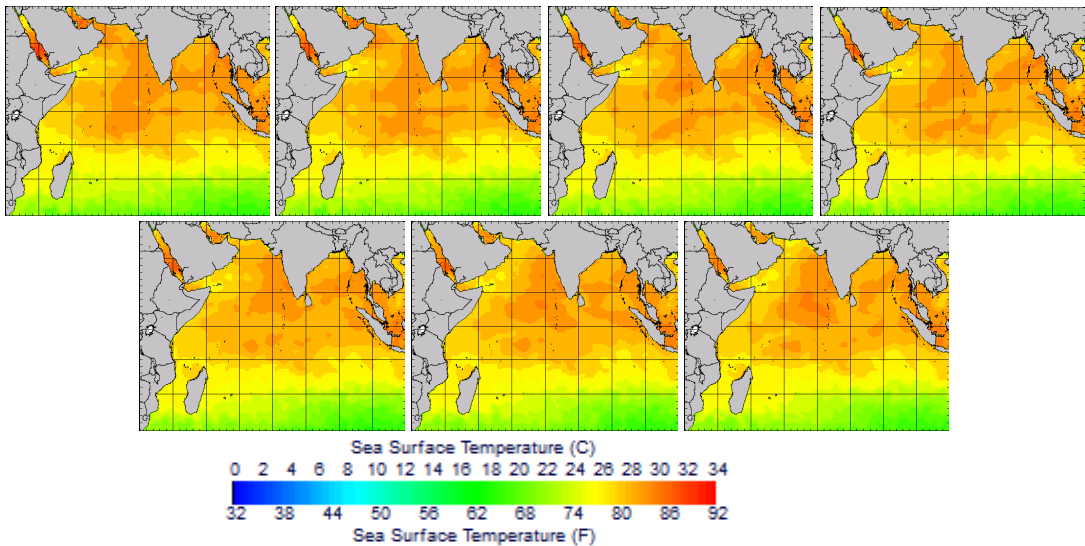 Sea Surface Temperature (C)
0 2 4 6 8 10 12 14 16 18 20 22 24 26 28 30 32 34
32 38 44 50 56 62 68 74 80 86 92
Sea Surface Temperature (F)